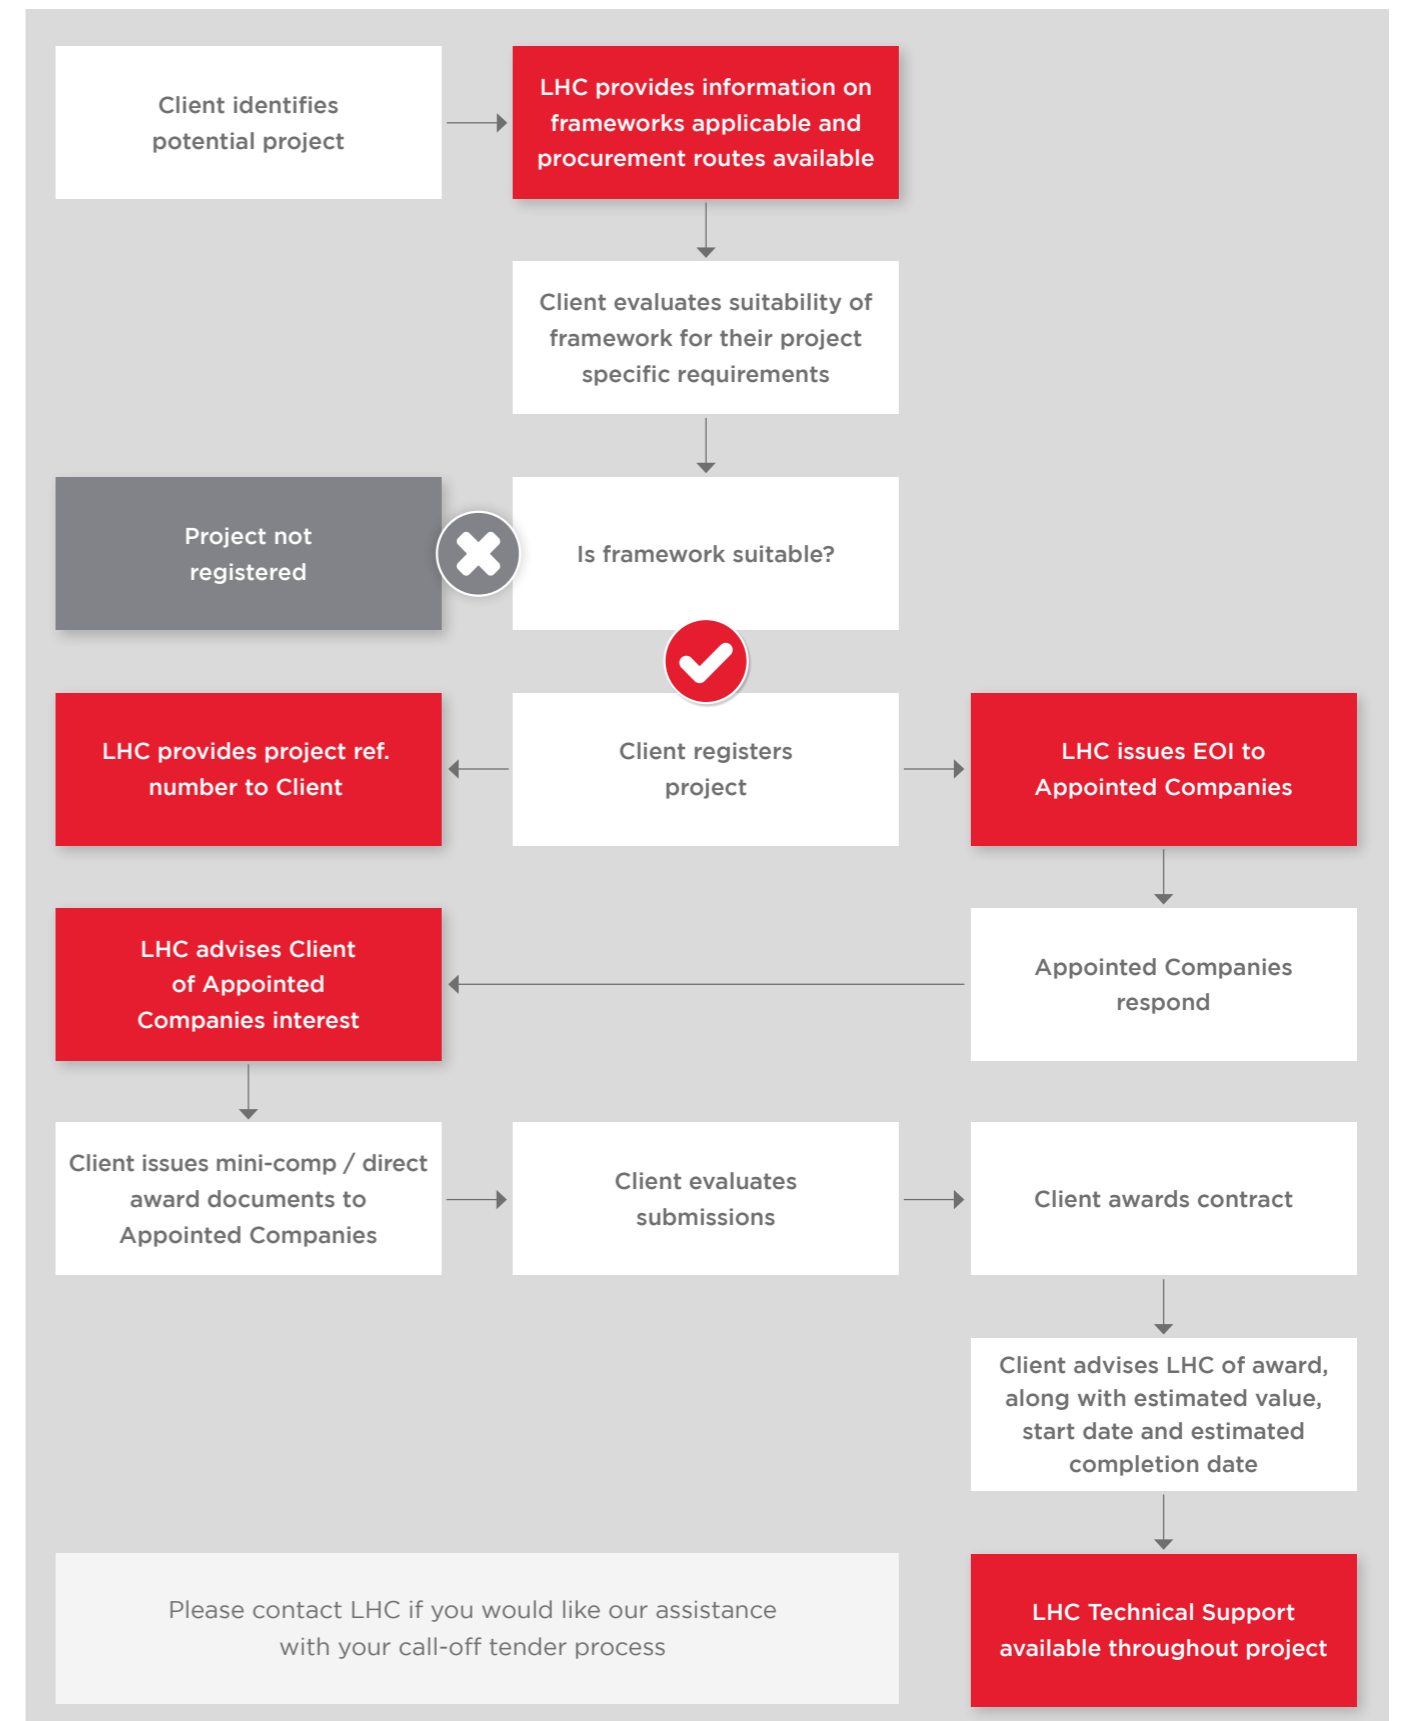 Client identifies
potential project
LHC provides information on
frameworks applicable and
procurement routes available
Client evaluates suitability of
framework for their project
specific requirements
Project not
registered
Is framework suitable?
LHC provides project ref.
number to Client
Client registers
project
LHC issues EOI to
Appointed Companies
LHC advises Client
of Appointed
Companies interest
Appointed Companies
respond
Client issues mini-comp / direct
award documents to
Appointed Companies
Client evaluates
submissions
Client awards contract
Client advises LHC of award,
along with estimated value,
start date and estimated
completion date
Please contact LHC if you would like our assistance
with your call-off tender process
LHC Technical Support
available throughout project